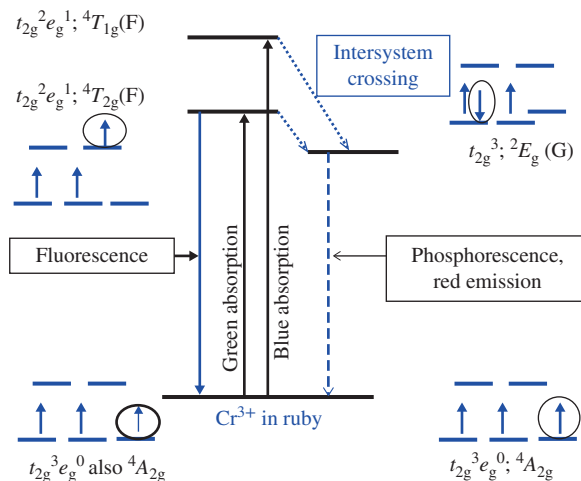 t₂g²eg¹; ⁴T₁g(F)
t₂g²eg¹; ⁴T₂g(F)
Intersystem
crossing
t₂g³; ²Eg (G)
Fluorescence
Green absorption
Blue absorption
Phosphorescence,
red emission
Cr³⁺ in ruby
t₂g³eg⁰ also ⁴A₂g
t₂g³eg⁰; ⁴A₂g